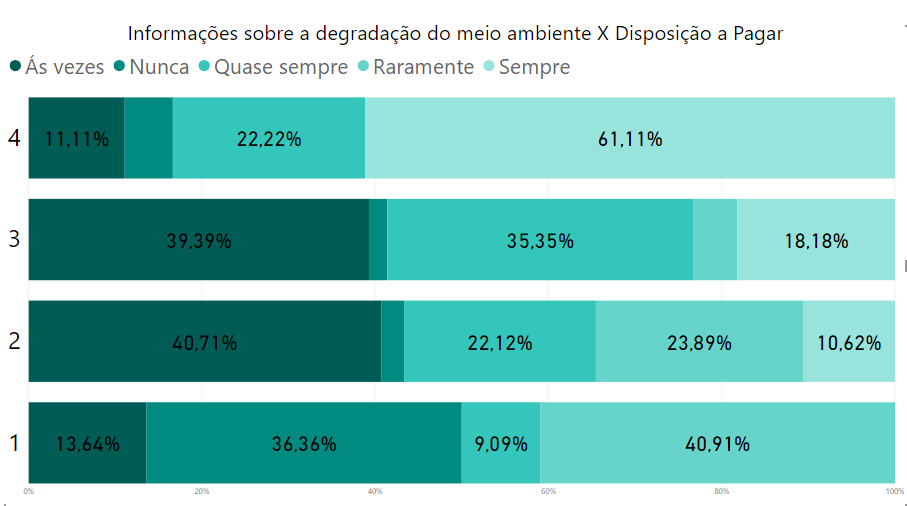 Informações sobre a degradação do meio ambiente X Disposição a Pagar
Ás vezes Nunca Quase sempre Raramente Sempre
4 11,11% 22,22% 61,11%
3 39,39% 35,35% 18,18%
2 40,71% 22,12% 23,89% 10,62%
1 13,64% 36,36% 9,09% 40,91%
0% 20% 40% 60% 80% 100%